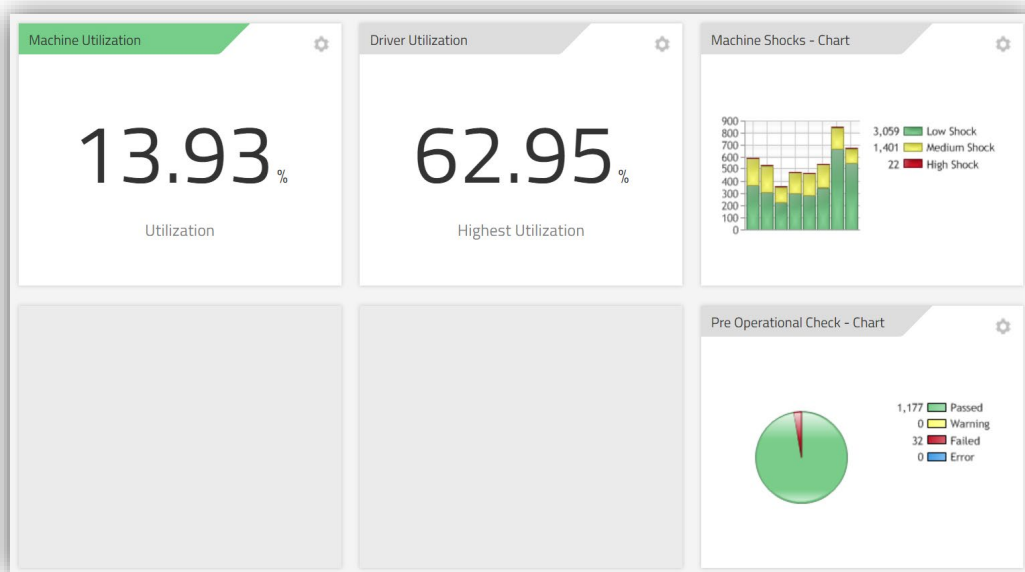 Machine Utilization
13.93 %
Utilization
Driver Utilization
62.95 %
Highest Utilization
Machine Shocks - Chart
900
800
700
600
500
400
300
200
100
0
3,059 Low Shock
1,401 Medium Shock
22 High Shock
Pre Operational Check - Chart
1,177 Passed
0 Warning
32 Failed
0 Error